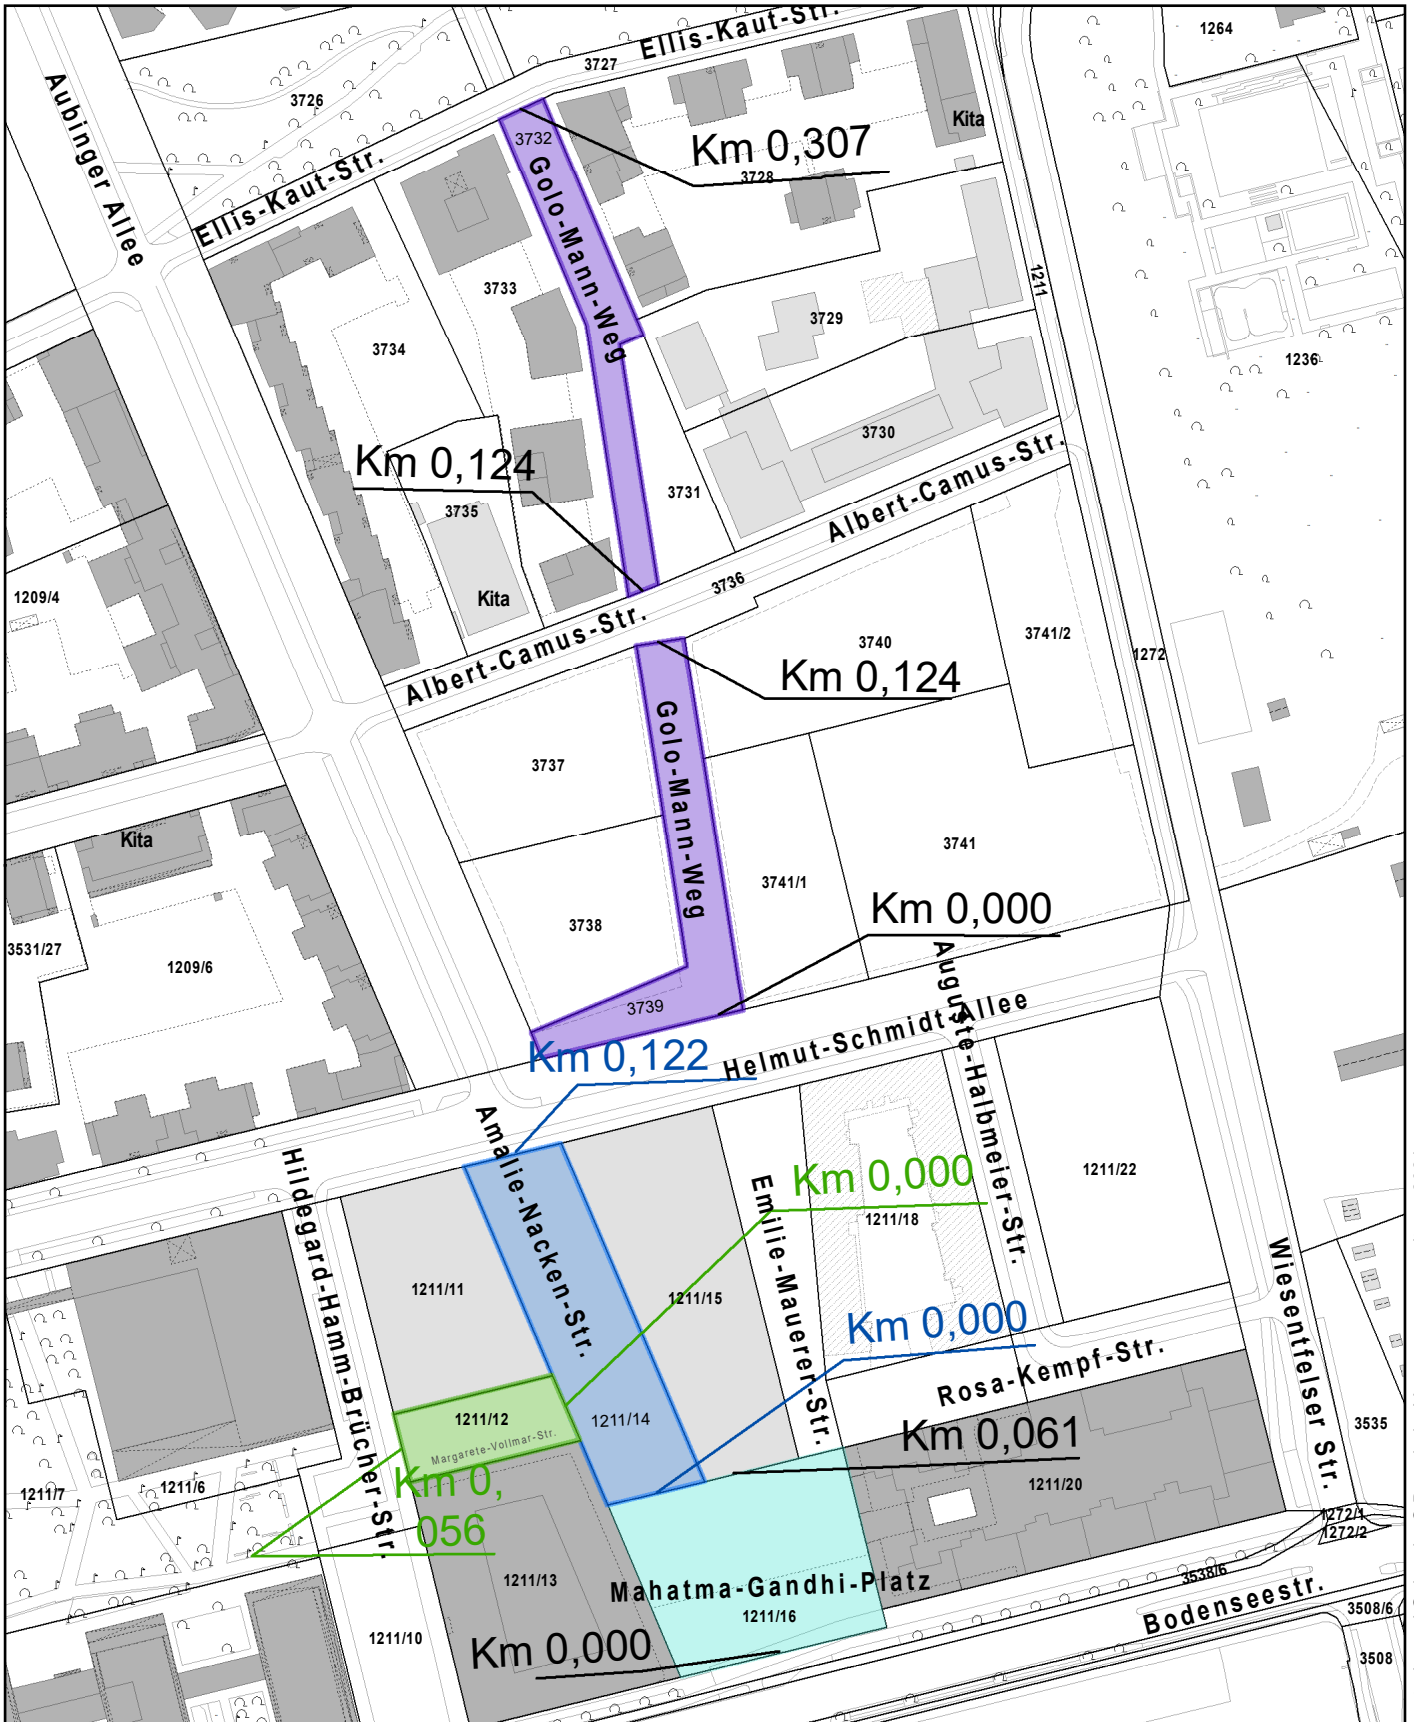 Ellis-Kaut-Str.
1264
3727
3726
Aubinger Allee
Kita
3732
Km 0,307
3728
Ellis-Kaut-Str.
Golo-Mann-Weg
1211
3733
3729
3734
1236
3730
Km 0,124
3731
Albert-Camus-Str.
3735
3736
1209/4
Kita
Albert-Camus-Str.
3740
3741/2
1272
Km 0,124
Golo-Mann-Weg
3737
Kita
3741
3741/1
Km 0,000
3738
3531/27
1209/6
3739
Helmut-Schmidt-Allee
Auguste-Halbmeier-Str.
Km 0,122
Amalie-Nacken-Str.
Hildegard-Hamm-Brücher-Str.
Emilie-Mauerer-Str.
Km 0,000
1211/22
1211/18
Wiesentfelser Str.
1211/11
1211/15
Km 0,000
Rosa-Kempf-Str.
1211/12
1211/14
Margarete-Vollmar-Str.
Km 0,061
3535
Km 0,
056
1211/7
1211/6
1211/20
1272/1
1272/2
1211/13
Mahatma-Gandhi-Platz
3538/6
1211/16
Bodenseestr.
3508/6
1211/10
Km 0,000
3508